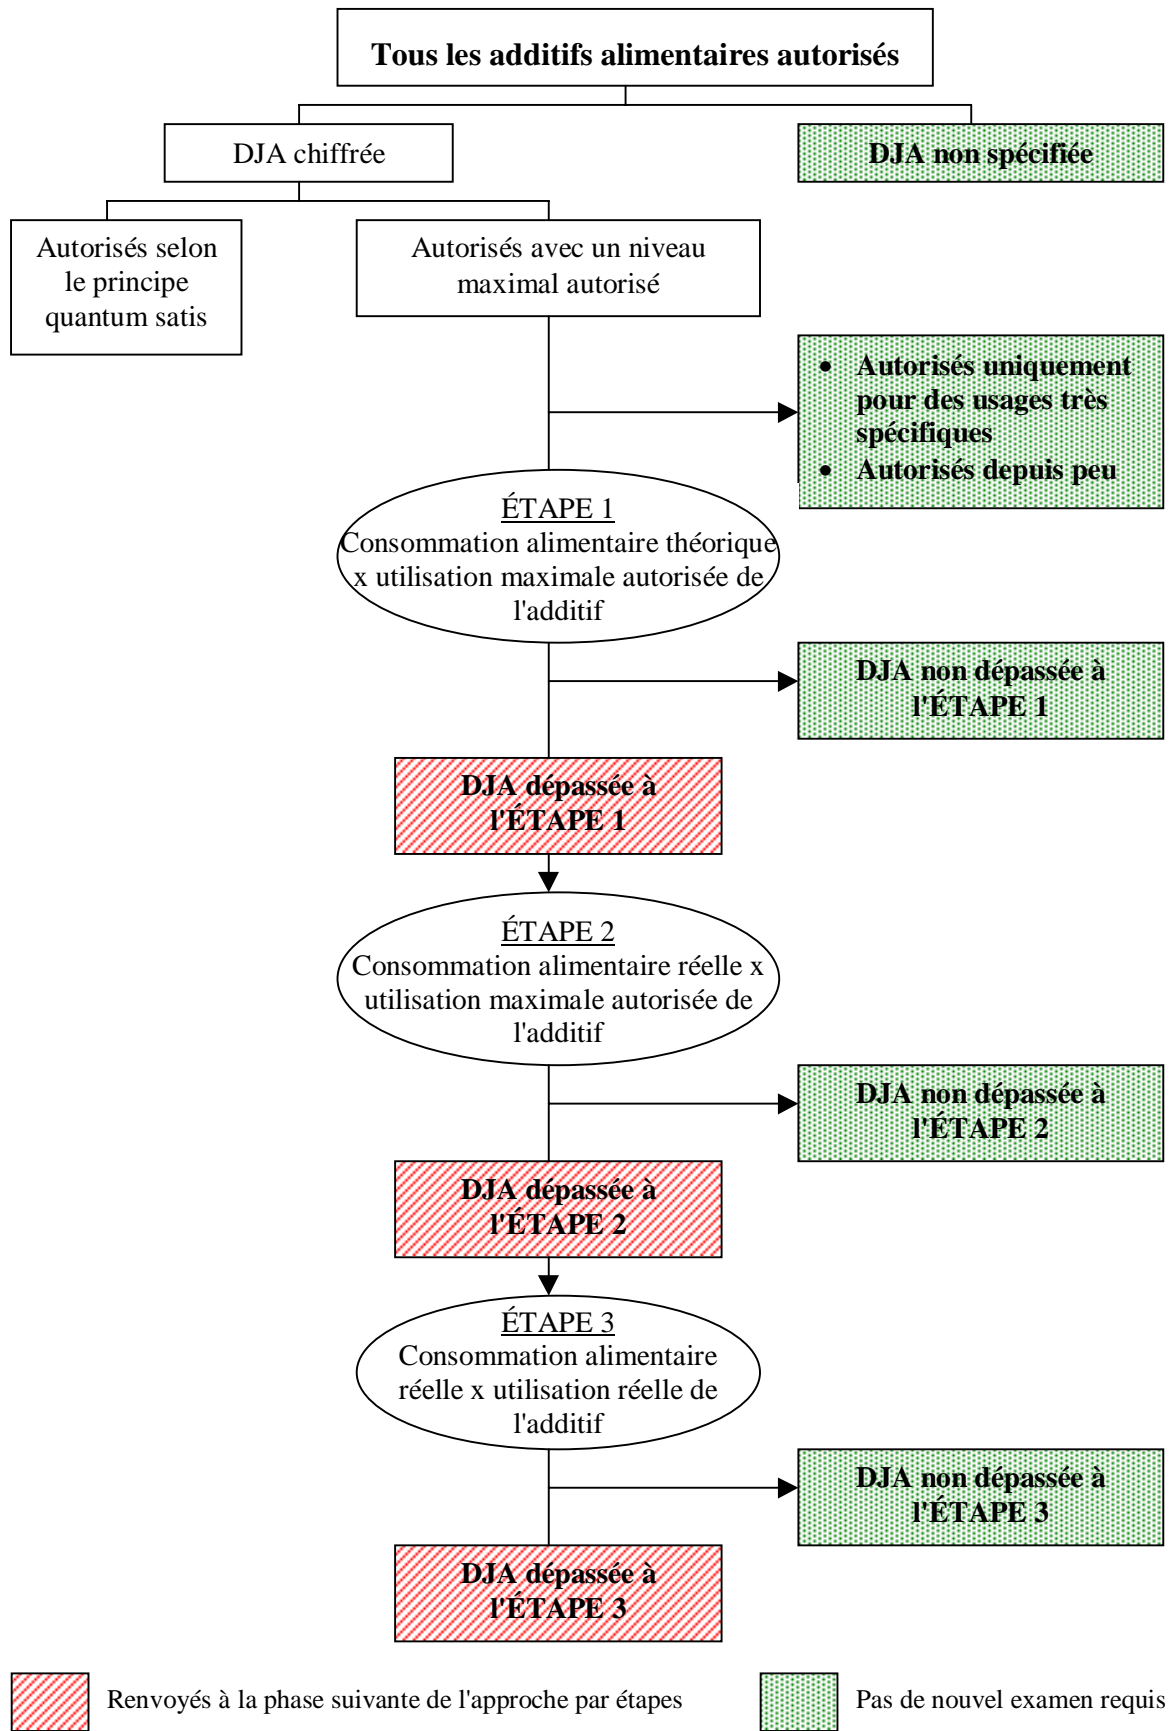 Tous les additifs alimentaires autorisés
DJA chiffrée
DJA non spécifiée
Autorisés selon
le principe
quantum satis
Autorisés avec un niveau
maximal autorisé
• Autorisés uniquement
pour des usages très
spécifiques
• Autorisés depuis peu
ÉTAPE 1
Consommation alimentaire théorique
x utilisation maximale autorisée de
l'additif
DJA non dépassée à
l'ÉTAPE 1
DJA dépassée à
l'ÉTAPE 1
ÉTAPE 2
Consommation alimentaire réelle x
utilisation maximale autorisée de
l'additif
DJA non dépassée à
l'ÉTAPE 2
DJA dépassée à
l'ÉTAPE 2
ÉTAPE 3
Consommation alimentaire
réelle x utilisation réelle de
l'additif
DJA non dépassée à
l'ÉTAPE 3
DJA dépassée à
l'ÉTAPE 3
Renvoyés à la phase suivante de l'approche par étapes
Pas de nouvel examen requis